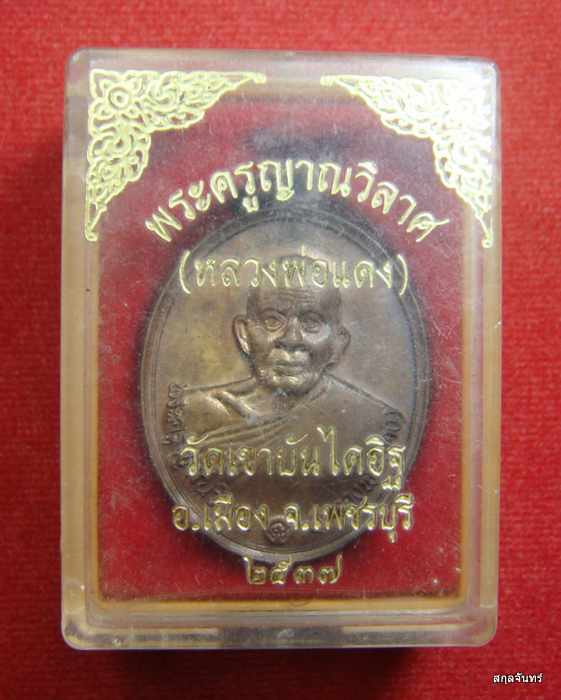 พระครูญาณวิลาศ
(หลวงพ่อแดง)
วัดเขาบันไดอิฐ
อ.เมือง จ.เพชรบุรี
๒๕๓๗
สกุลจันทร์